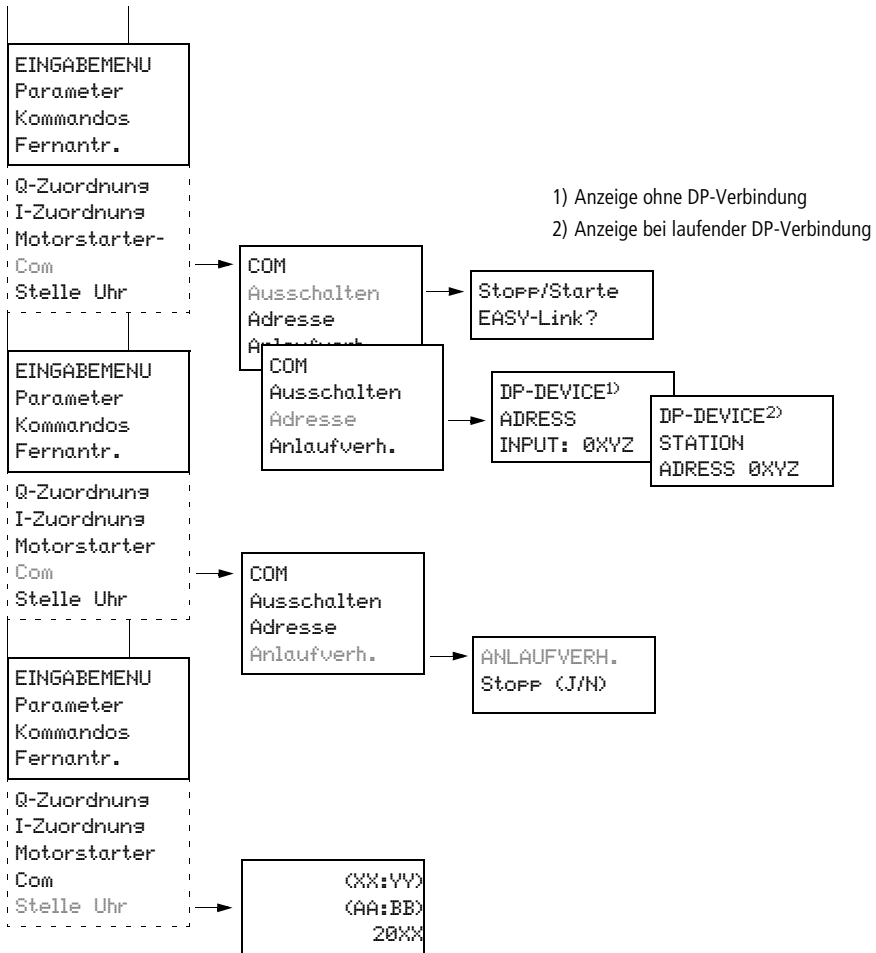 EINGABEMENU
Parameter
Kommandos
Fernantr.
Q-Zuordnung
I-Zuordnung
Motorstarter-
Com
Stelle Uhr
1) Anzeige ohne DP-Verbindung
2) Anzeige bei laufender DP-Verbindung
COM
Ausschalten
Adresse
Anlaufverh.
Stopp/Starte
EASY-Link?
COM
Ausschalten
Adresse
Anlaufverh.
DP-DEVICE1)
ADRESS
INPUT: 0XYZ
DP-DEVICE2)
STATION
ADRESS 0XYZ
EINGABEMENU
Parameter
Kommandos
Fernantr.
Q-Zuordnung
I-Zuordnung
Motorstarter
Com
Stelle Uhr
COM
Ausschalten
Adresse
Anlaufverh.
ANLAUFVERH.
Stopp (J/N)
EINGABEMENU
Parameter
Kommandos
Fernantr.
Q-Zuordnung
I-Zuordnung
Motorstarter
Com
Stelle Uhr
(XX:YY)
(AA:BB)
20XX